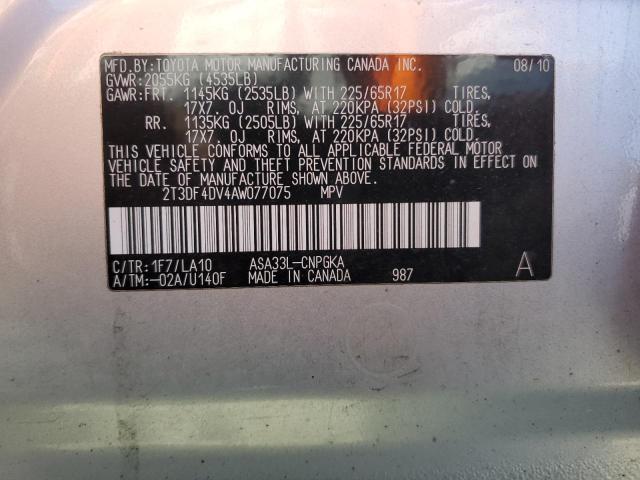 MFD.BY:TOYOTA MOTOR MANUFACTURING CANADA INC. 08/10
GVWR:2055KG (4535LB)
GAWR:FRT. 1145KG (2535LB) WITH 225/65R17 TIRES,
17X7.0J RIMS, AT 220KPA (32PSI) COLD.
RR. 1135KG (2505LB) WITH 225/65R17 TIRES,
17X7.0J RIMS, AT 220KPA (32PSI) COLD.
THIS VEHICLE CONFORMS TO ALL APPLICABLE FEDERAL MOTOR
VEHICLE SAFETY AND THEFT PREVENTION STANDARDS IN EFFECT ON
THE DATE OF MANUFACTURE SHOWN ABOVE.
2T3DF4DV4AW077075 MPV
C/TR:1F7/LA10 ASA33L-CNPGKA
A/TM:-02A/U140F MADE IN CANADA 987 A